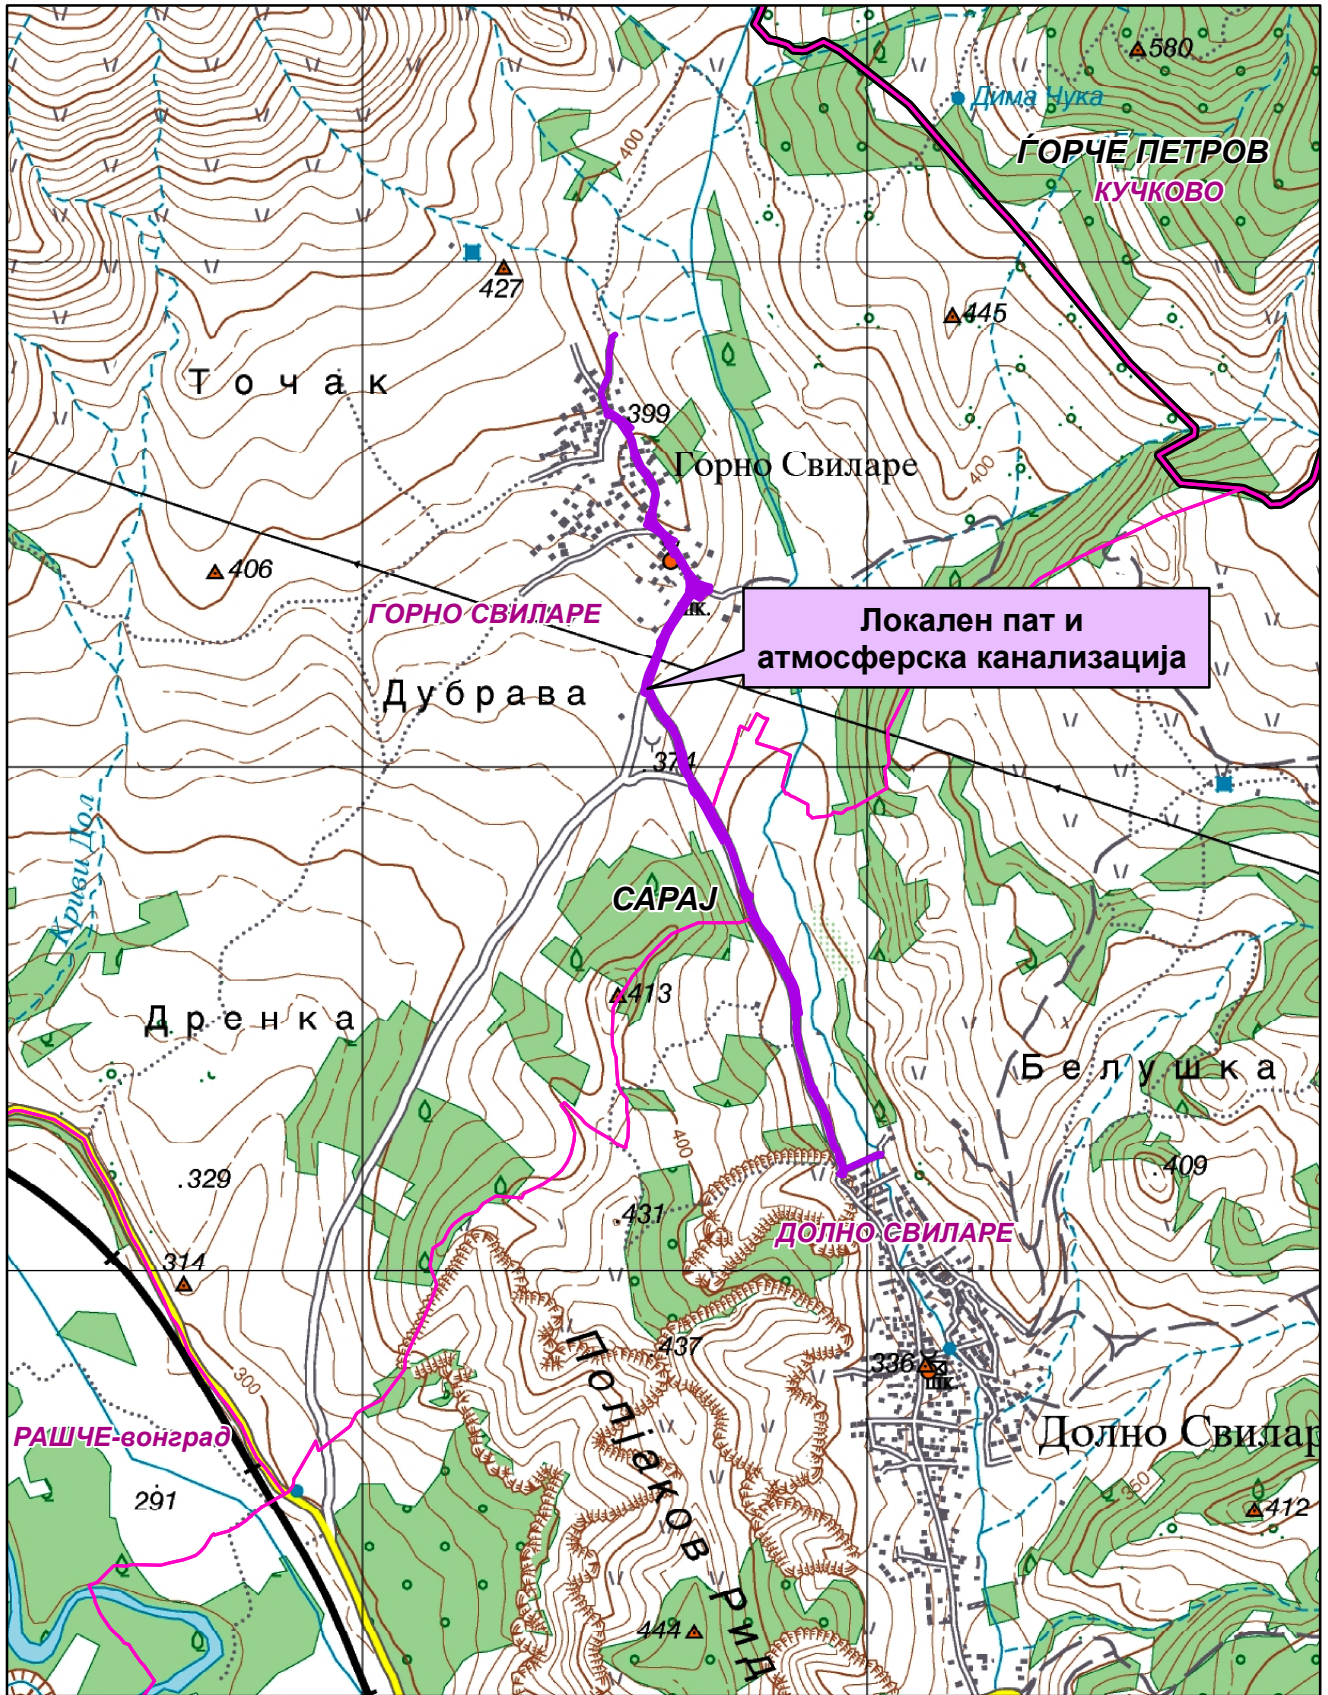 580
Дима Чука
ЃОРЧЕ ПЕТРОВ
КУЧКОВО
400
427
445
Точак
399
Горно Свиларе
400
406
ГОРНО СВИЛАРЕ
шк.
Локален пат и
атмосферска канализација
Дубрава
374
Криви Дол
САРАЈ
413
Дренка
Белушка
400
409
.329
.431
ДОЛНО СВИЛАРЕ
314
437
336
шк.
300
Полјаков Рид
РАШЧЕ-вонград
Долно Свилар
350
291
412
444